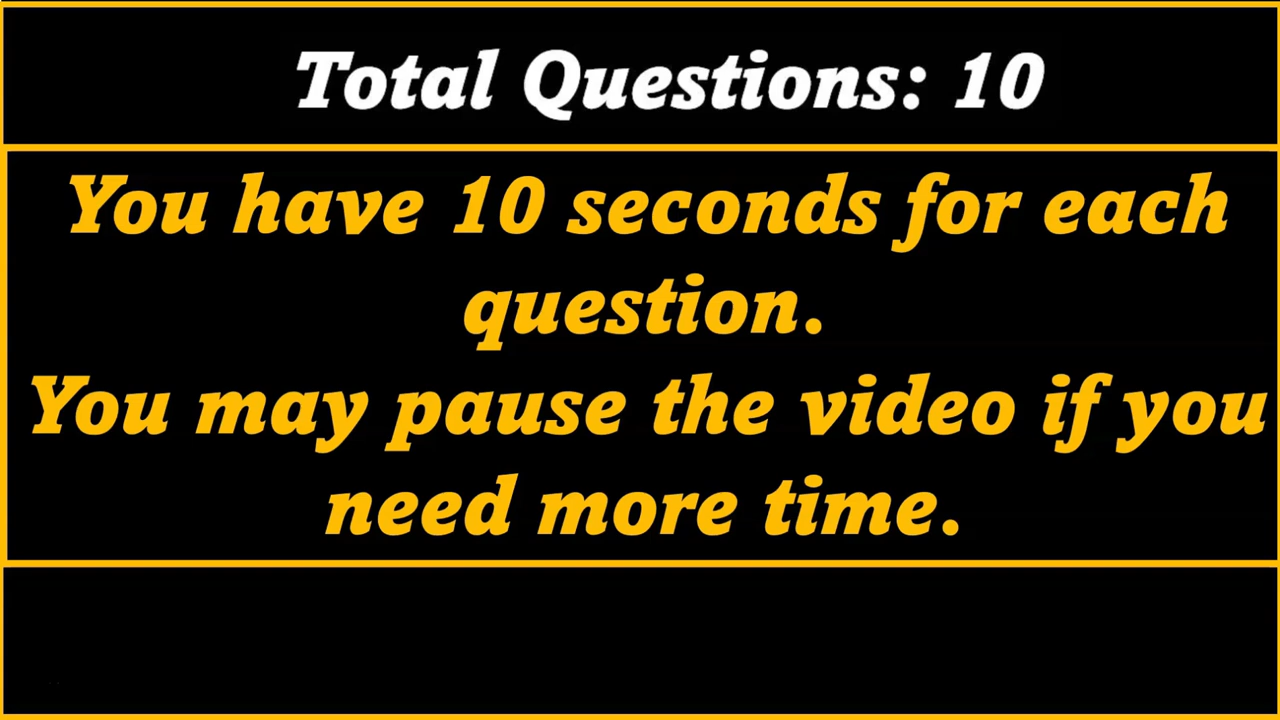 Total Questions: 10
You have 10 seconds for each
question.
You may pause the video if you
need more time.